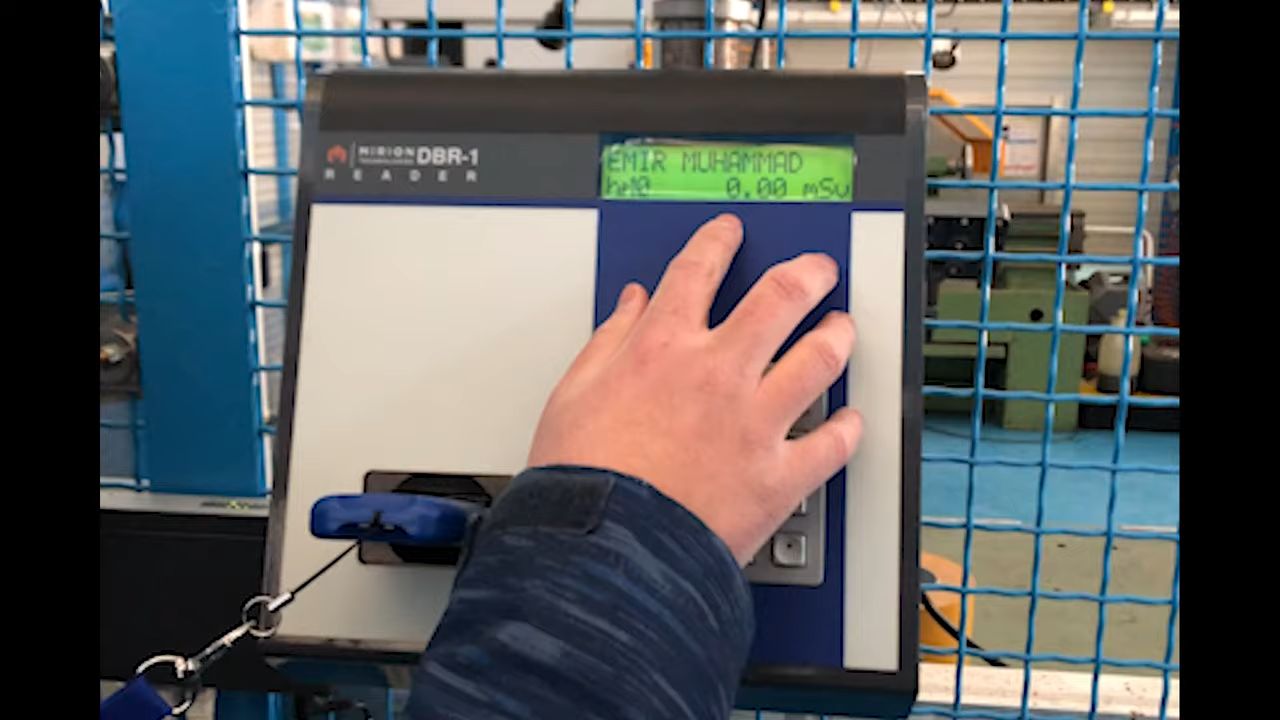 MIRION
TECHNOLOGIES DBR-1
READER
EMIR MUHAMMAD
hp10 0.00 mSv